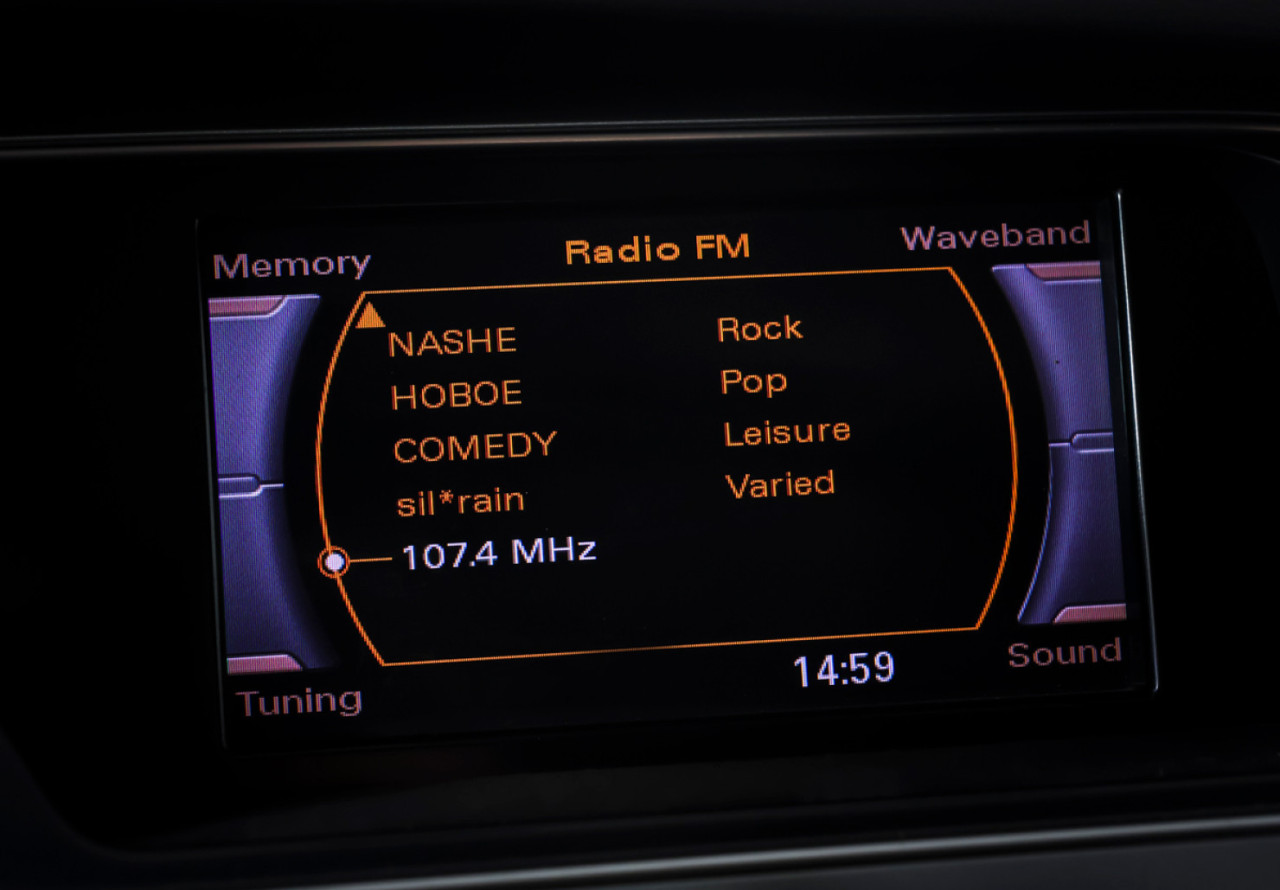 Memory Radio FM Waveband
NASHE Rock
HOBOE Pop
COMEDY Leisure
sil*rain Varied
107.4 MHz
Tuning 14:59 Sound